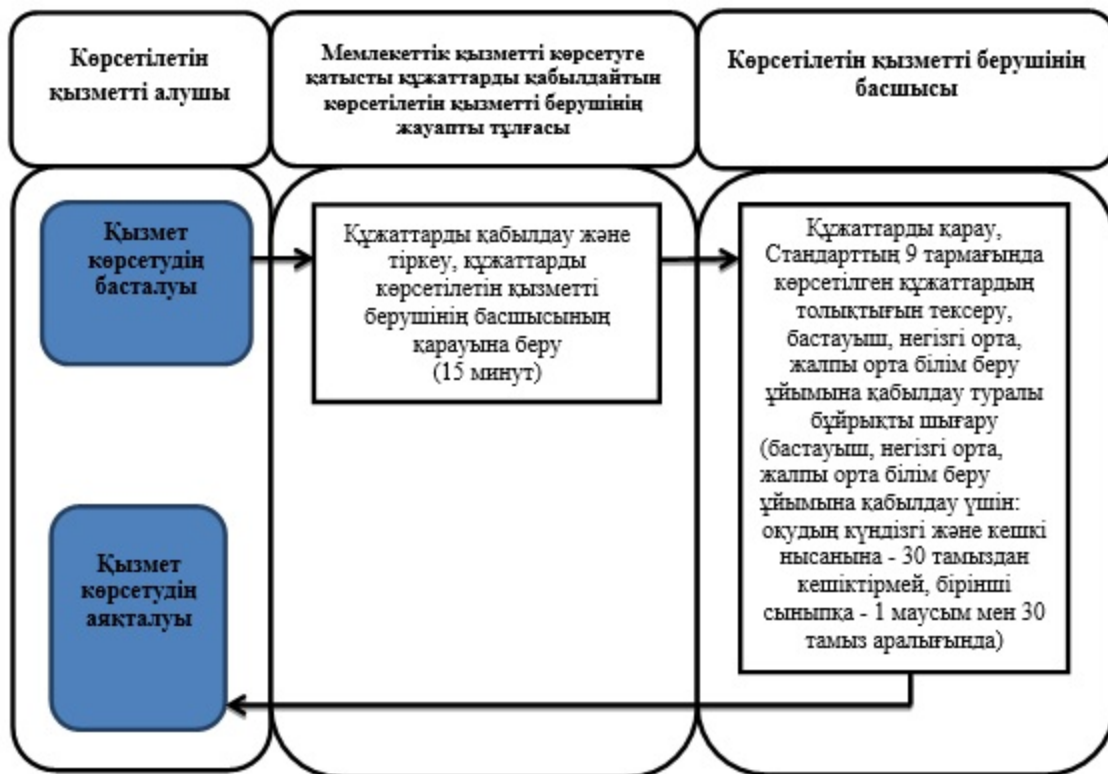 Көрсетілетін
қызметті алушы
Мемлекеттік қызметті көрсетуге
қатысты құжаттарды қабылдайтын
көрсетілетін қызметті берушінің
жауапты тұлғасы
Көрсетілетін қызметті берушінің
басшысы
Қызмет
көрсетудің
басталуы
Құжаттарды қабылдау және
тіркеу, құжаттарды
көрсетілетін қызметті
берушінің басшысының
қарауына беру
(15 минут)
Құжаттарды қарау,
Стандарттың 9 тармағында
көрсетілген құжаттардың
толықтығын тексеру,
бастауыш, негізгі орта,
жалпы орта білім беру
ұйымына қабылдау туралы
бұйрықты шығару
(бастауыш, негізгі орта,
жалпы орта білім беру
ұйымына қабылдау үшін:
оқудың күндізгі және кешкі
нысанына - 30 тамыздан
кешіктірмей, бірінші
сыныпқа - 1 маусым мен 30
тамыз аралығында)
Қызмет
көрсетудің
аяқталуы